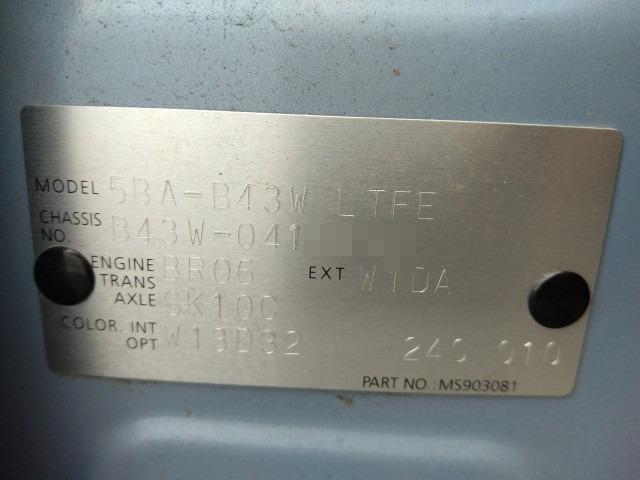 MODEL 5BA-B43W LTFE
CHASSIS NO. B43W-041
ENGINE BR06 EXT W1DA
TRANS AXLE SK10C
COLOR. INT OPT W13D32 240 010
PART NO.: MS903081